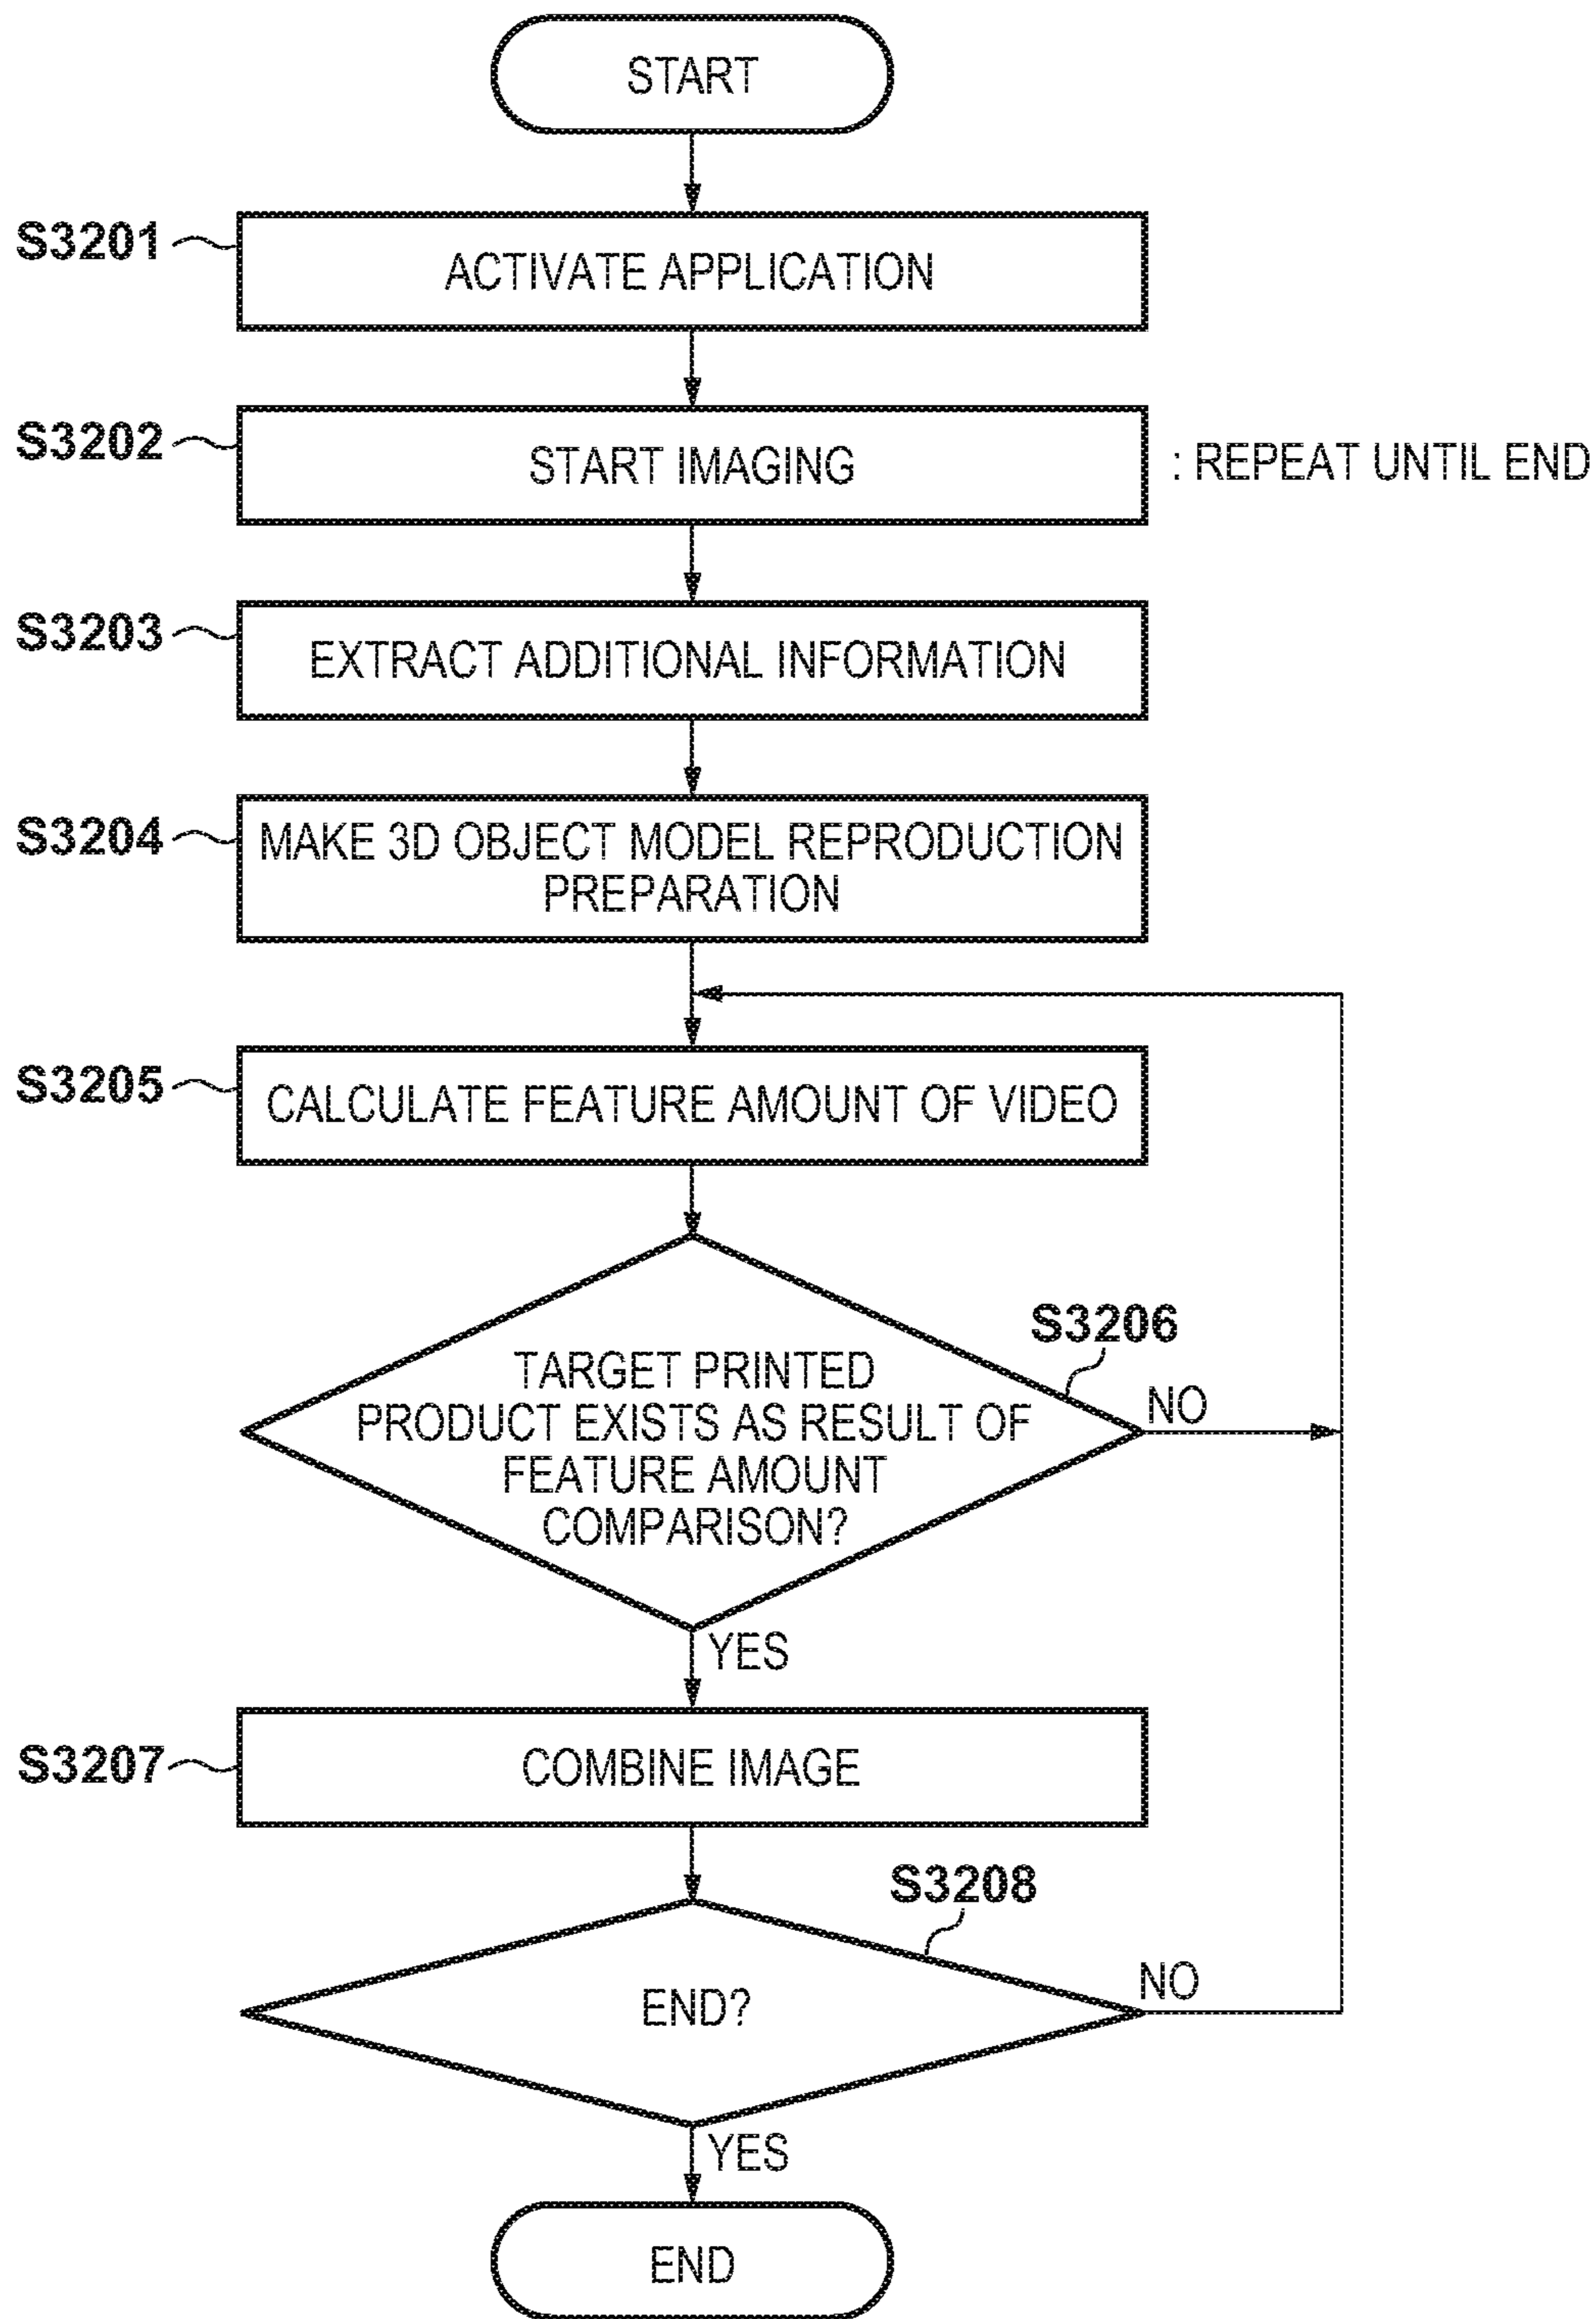 START
S3201
ACTIVATE APPLICATION
S3202
START IMAGING
: REPEAT UNTIL END
S3203
EXTRACT ADDITIONAL INFORMATION
S3204
MAKE 3D OBJECT MODEL REPRODUCTION
PREPARATION
S3205
CALCULATE FEATURE AMOUNT OF VIDEO
S3206
TARGET PRINTED
PRODUCT EXISTS AS RESULT OF
FEATURE AMOUNT
COMPARISON?
NO
YES
S3207
COMBINE IMAGE
S3208
END?
NO
YES
END